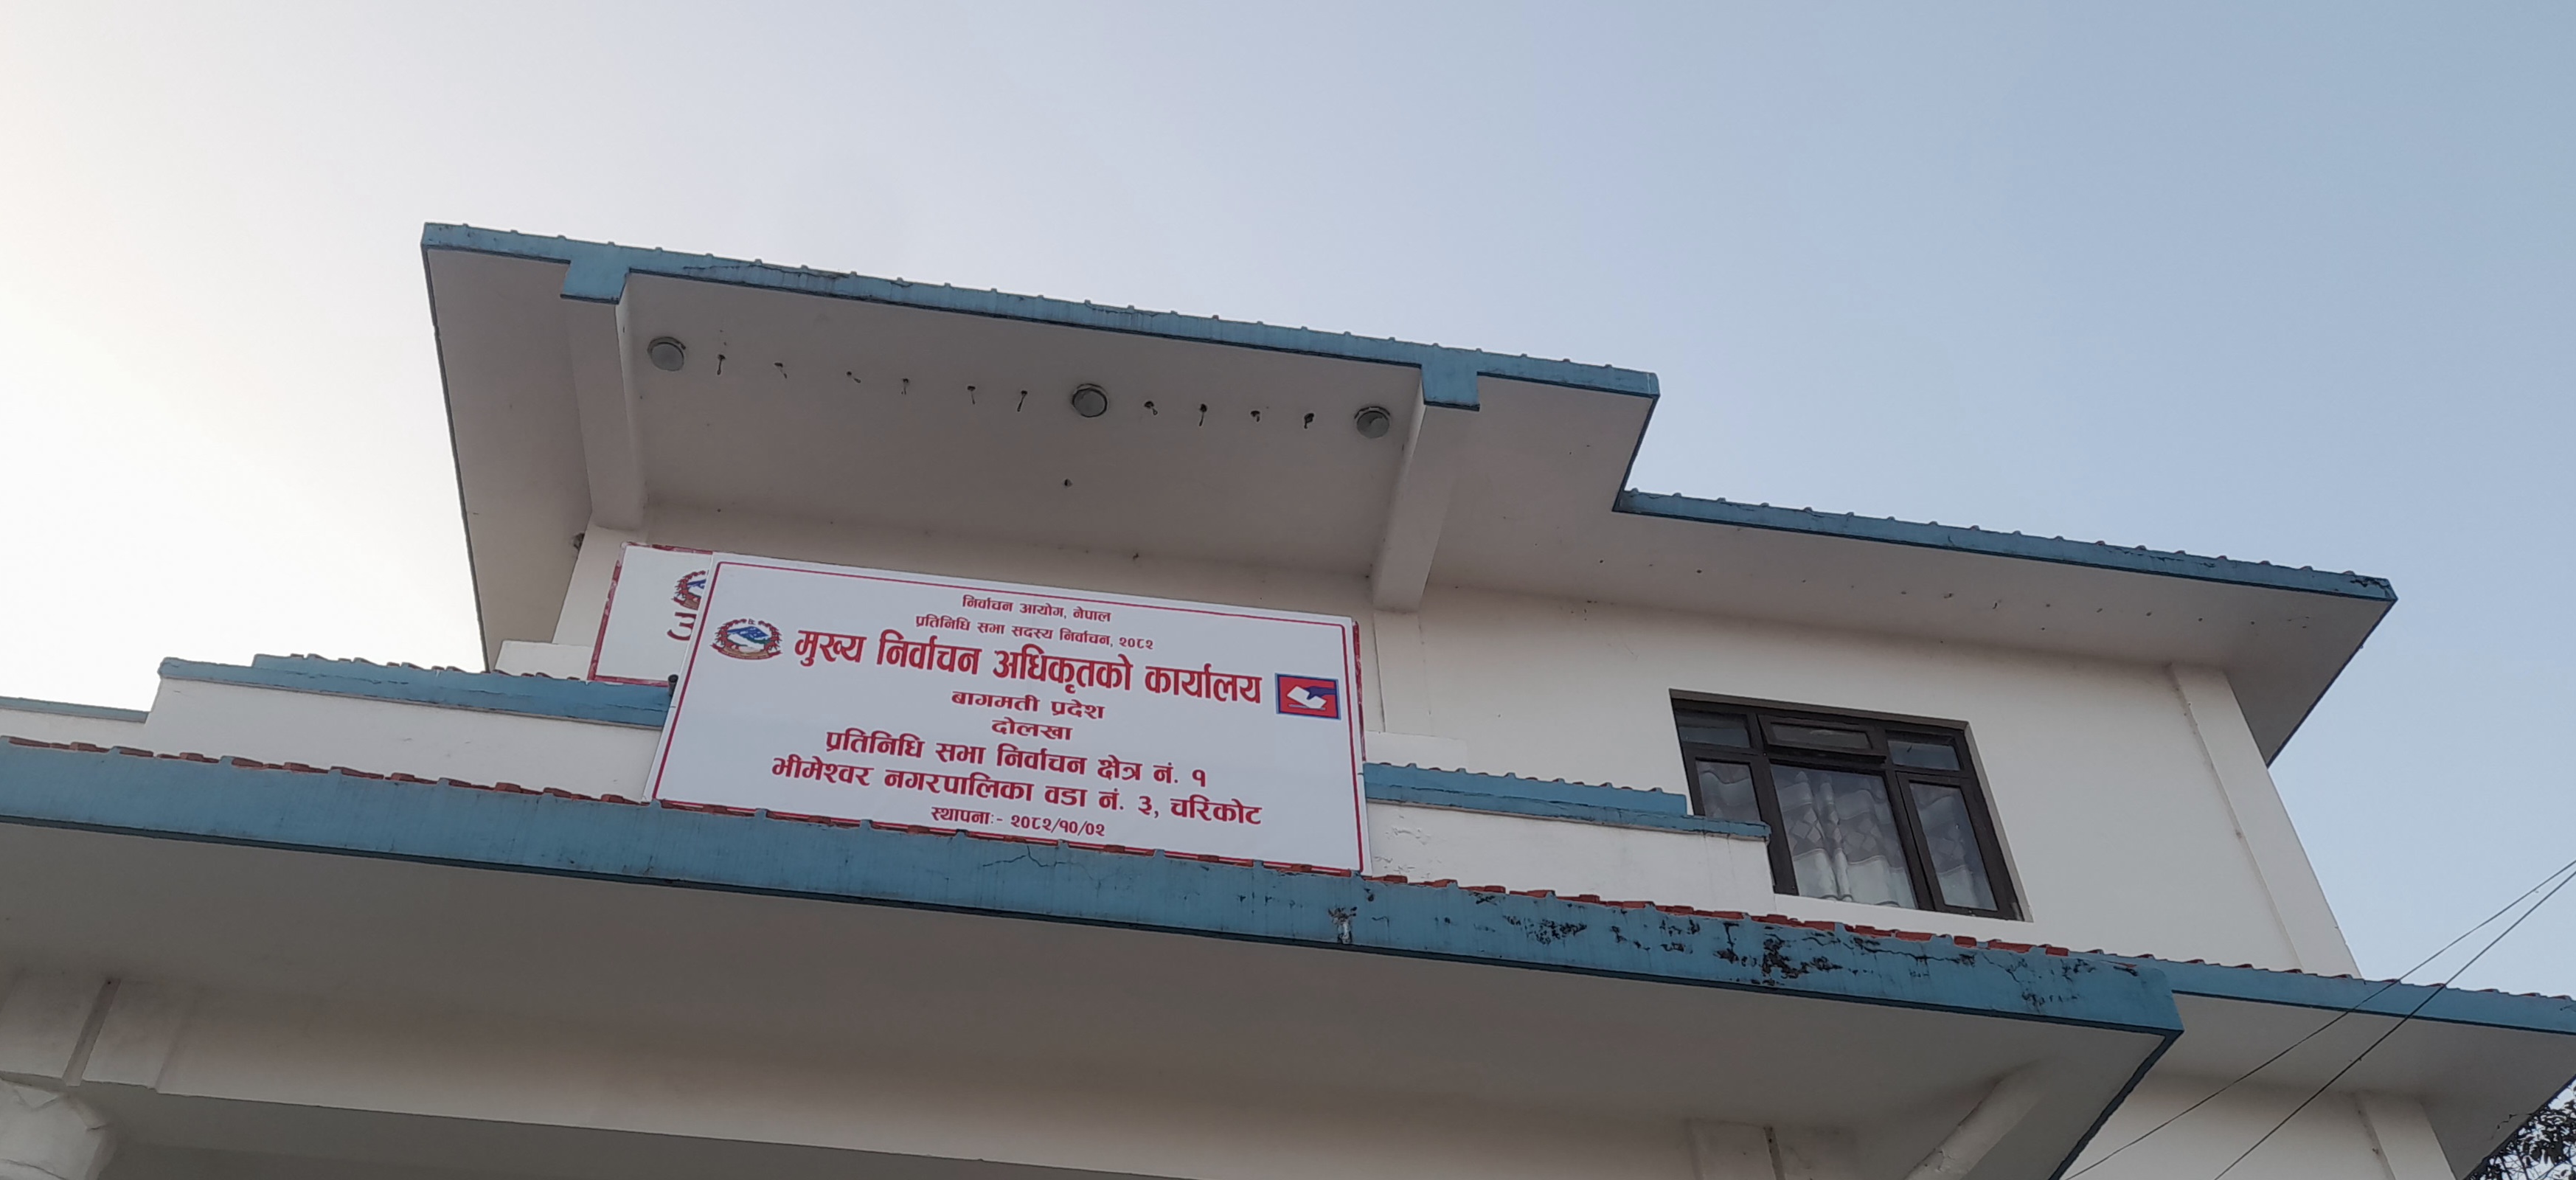 निर्वाचन आयोग, नेपाल
प्रतिनिधि सभा सदस्य निर्वाचन, २०८२
मुख्य निर्वाचन अधिकृतको कार्यालय
बागमती प्रदेश
दोलखा
प्रतिनिधि सभा निर्वाचन क्षेत्र नं. १
भीमेश्वर नगरपालिका वडा नं. ३, चरिकोट
स्थापनाः- २०८२/१०/०२